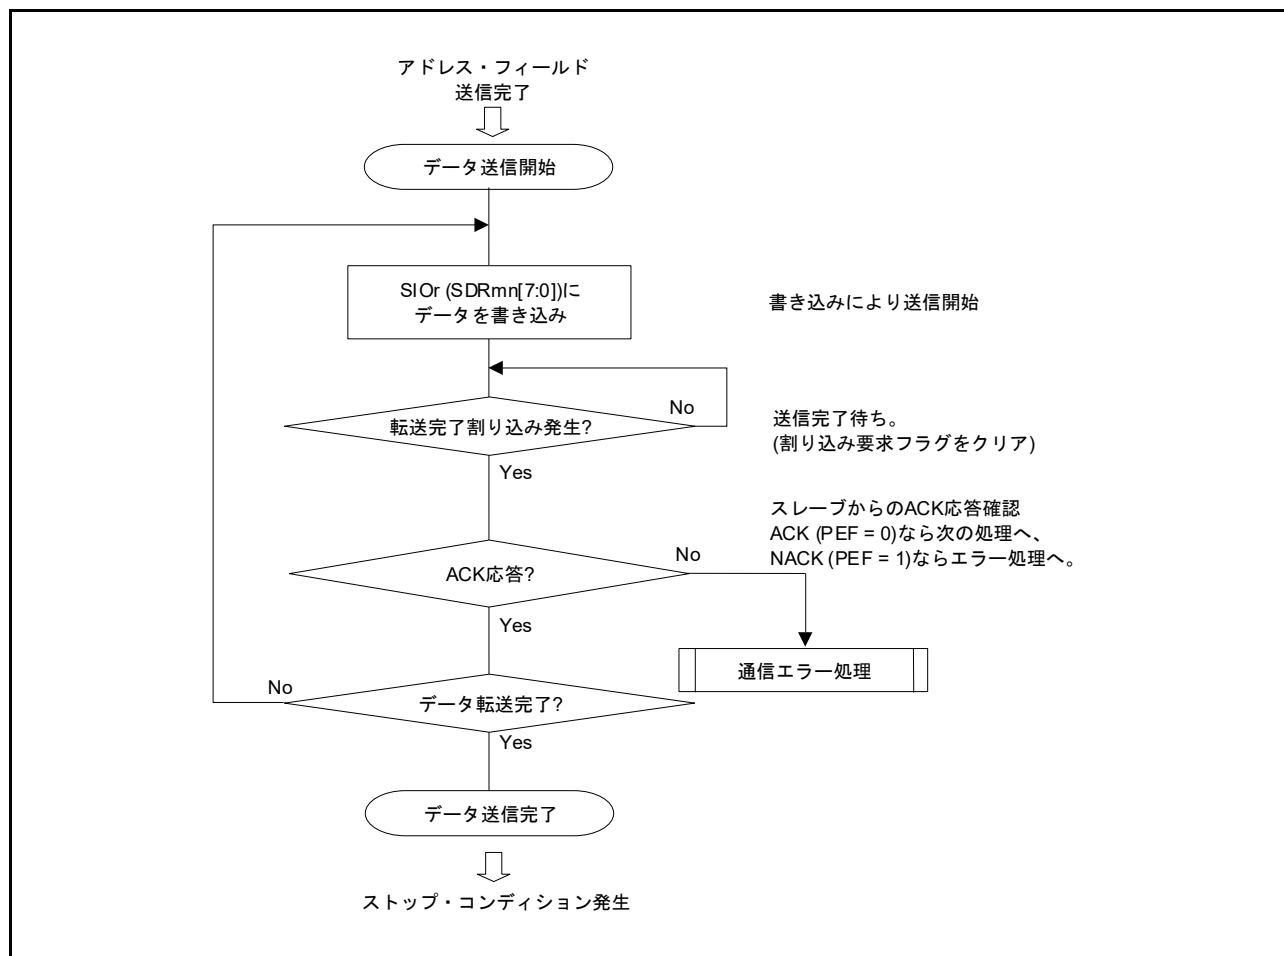 アドレス・フィールド
送信完了
データ送信開始
SIOr (SDRmn[7:0])に
データを書き込み
書き込みにより送信開始
転送完了割り込み発生?
No
送信完了待ち。
(割り込み要求フラグをクリア)
Yes
スレーブからのACK応答確認
ACK (PEF = 0)なら次の処理へ、
NACK (PEF = 1)ならエラー処理へ。
ACK応答?
No
Yes
通信エラー処理
データ転送完了?
No
Yes
データ送信完了
ストップ・コンディション発生